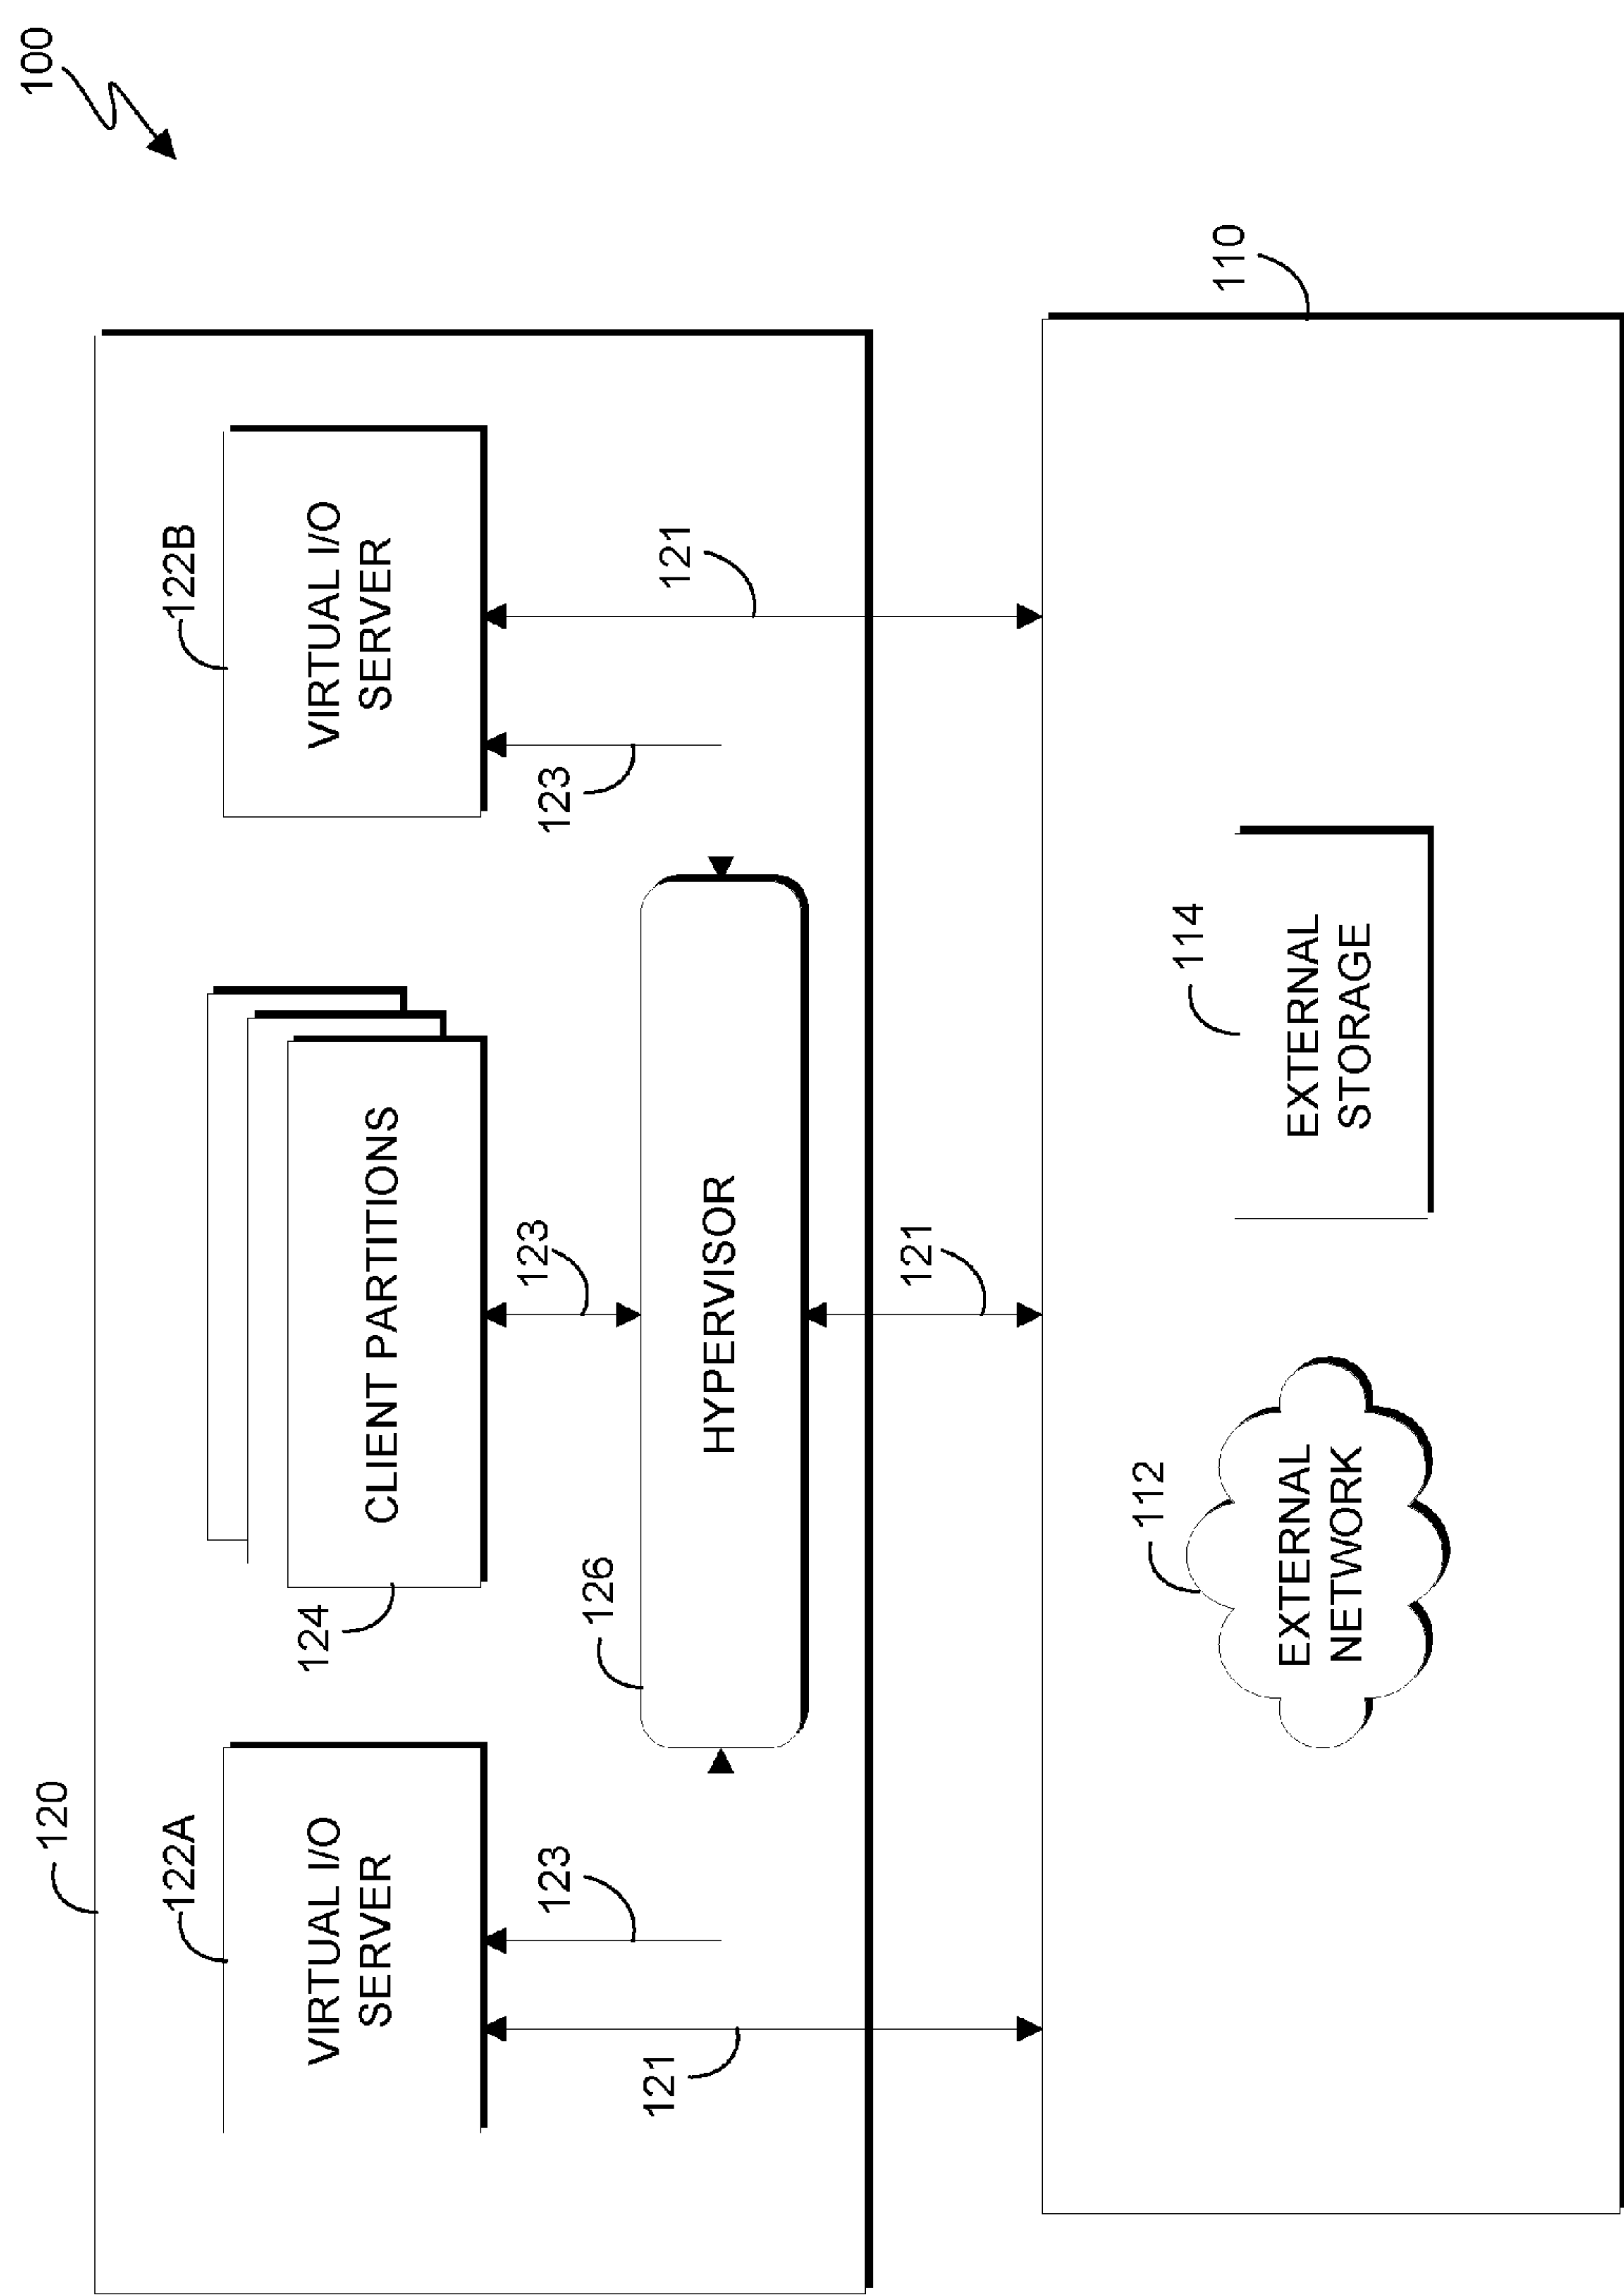 100
120
122A
VIRTUAL I/O
SERVER
124
CLIENT PARTITIONS
122B
VIRTUAL I/O
SERVER
121
123
123
123
121
126
HYPERVISOR
121
110
112
EXTERNAL
NETWORK
114
EXTERNAL
STORAGE